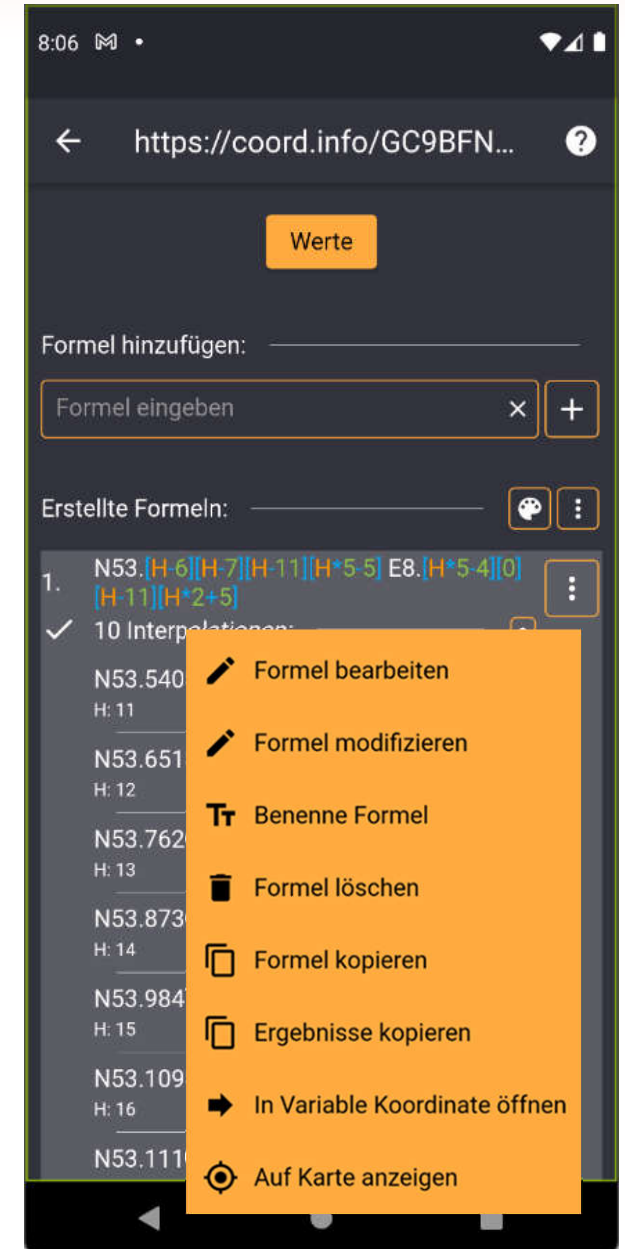 8:06
https://coord.info/GC9BFN...
Werte
Formel hinzufügen:
Formel eingeben
Erstellte Formeln:
1.
N53.[H-6][H-7][H-11][H*5-5] E8.[H*5-4][0]
[H-11][H*2+5]
10 Interpolationen:
N53.540
H: 11
N53.651
H: 12
N53.762
H: 13
N53.873
H: 14
N53.984
H: 15
N53.109
H: 16
N53.111
Formel bearbeiten
Formel modifizieren
Benenne Formel
Formel löschen
Formel kopieren
Ergebnisse kopieren
In Variable Koordinate öffnen
Auf Karte anzeigen